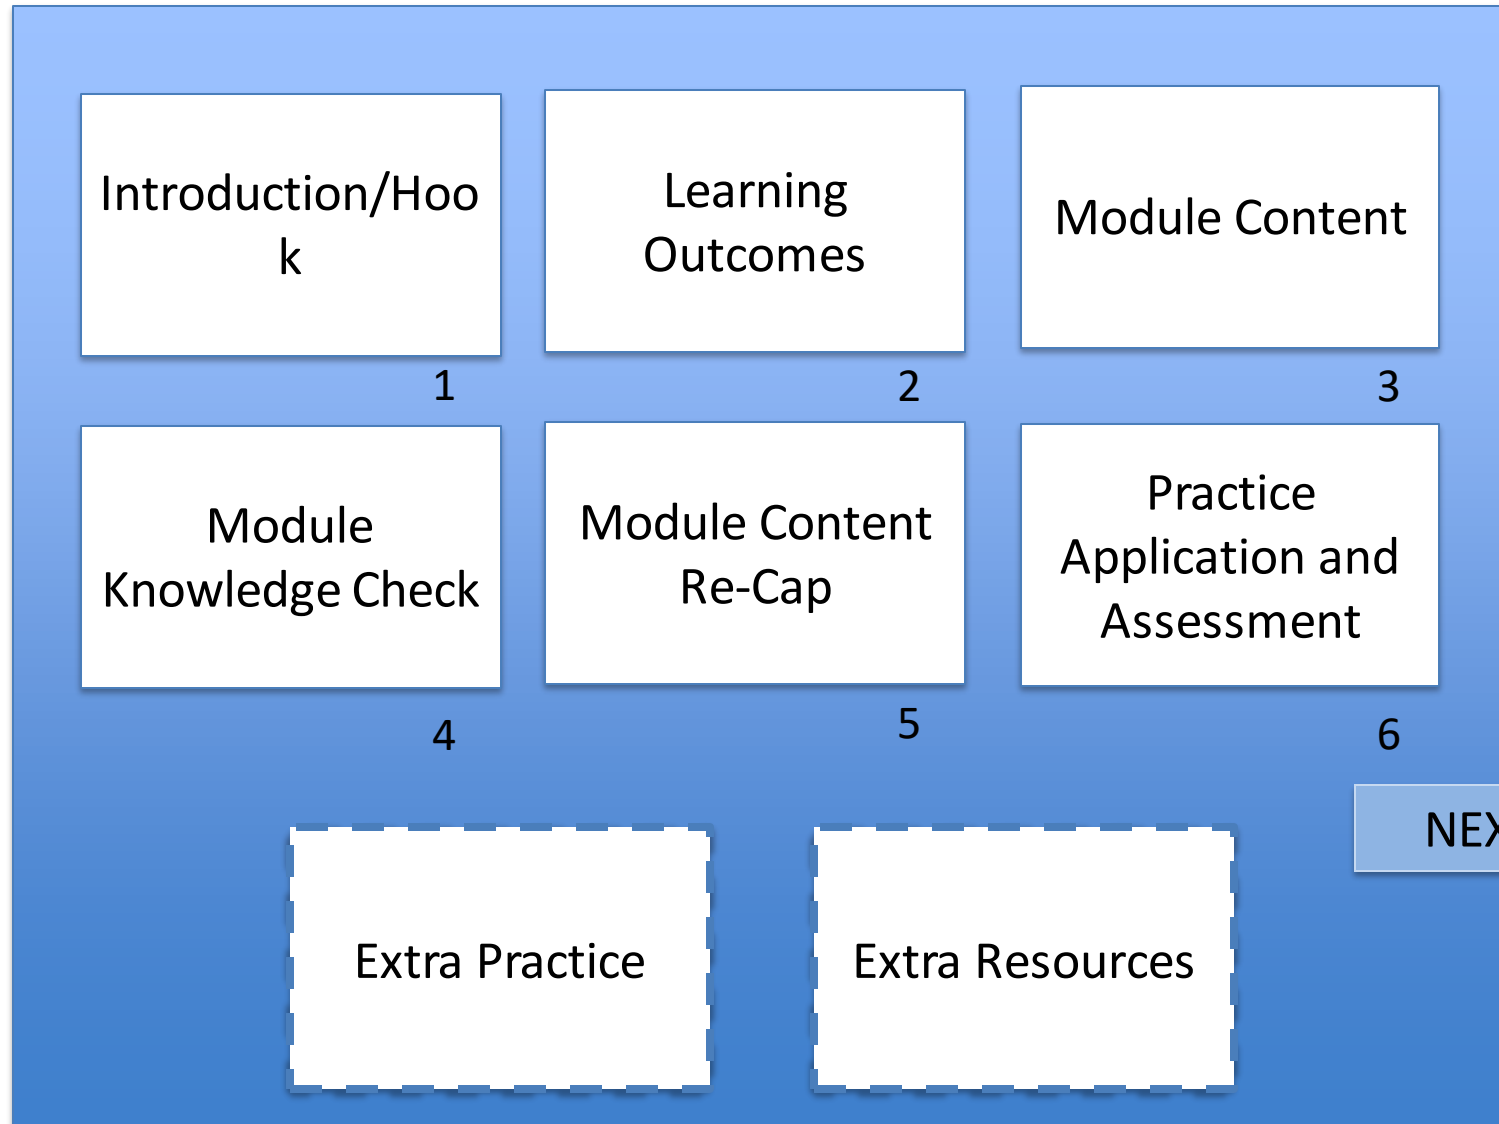 Introduction/Hoo
k
Learning
Outcomes
Module Content
1
2
3
Module
Knowledge Check
Module Content
Re-Cap
Practice
Application and
Assessment
4
5
6
NEX
Extra Practice
Extra Resources